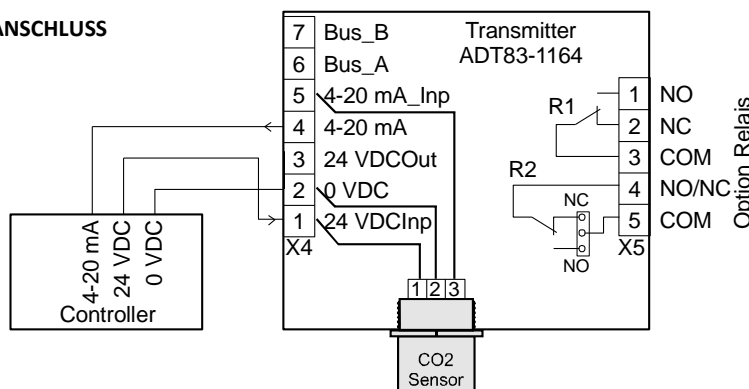 ANSCHLUSS
Transmitter
ADT83-1164
7 Bus_B
6 Bus_A
5 4-20 mA_Inp
4 4-20 mA
3 24 VDCOut
2 0 VDC
1 24 VDCInp
X4
R1
R2
NC
NO
1 NO
2 NC
3 COM
4 NO/NC
5 COM
X5
Option Relais
4-20 mA
24 VDC
0 VDC
Controller
1 2 3
CO2
Sensor